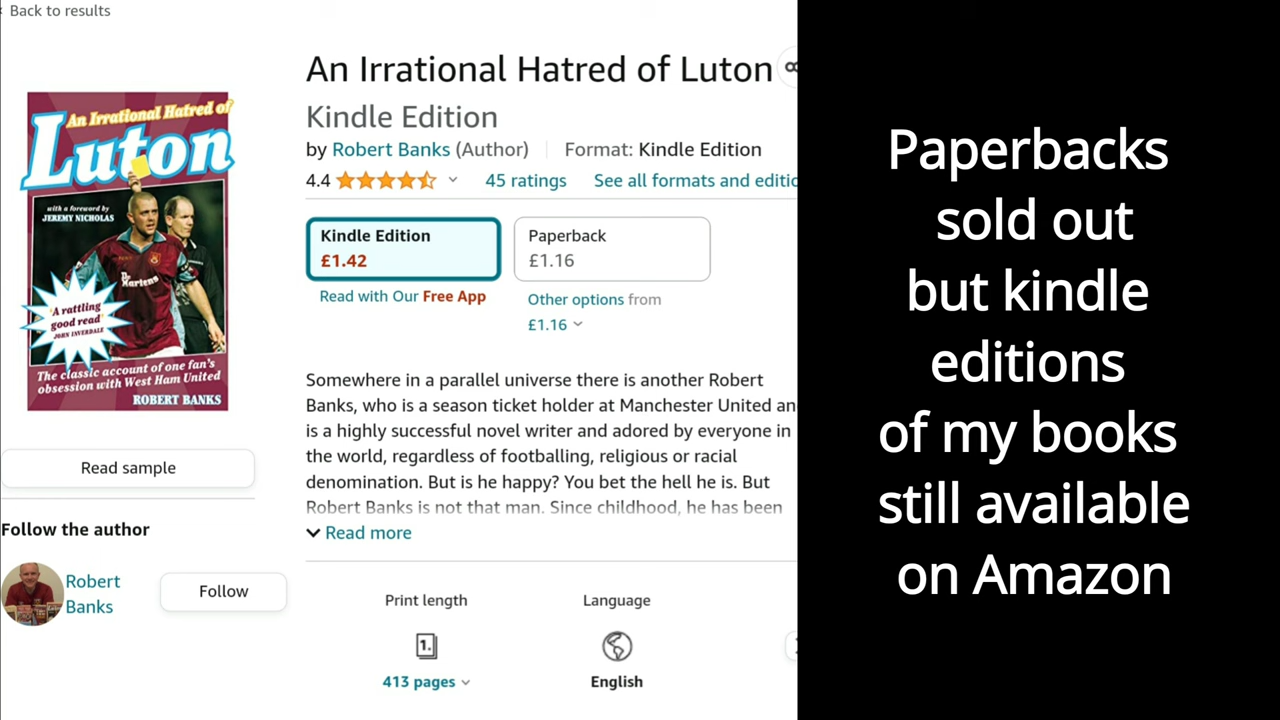 Back to results
An Irrational Hatred of
Luton
with a foreword by
JEREMY NICHOLAS
Dr. Martens
'A rattling
good read'
JOHN INVERDALE
The classic account of one fan's
obsession with West Ham United
ROBERT BANKS
Read sample
Follow the author
Robert
Banks
Follow
An Irrational Hatred of Luton
Kindle Edition
by Robert Banks (Author)
Format: Kindle Edition
4.4
45 ratings
See all formats and editio
Kindle Edition
£1.42
Read with Our Free App
Paperback
£1.16
Other options from
£1.16
Somewhere in a parallel universe there is another Robert
Banks, who is a season ticket holder at Manchester United an
is a highly successful novel writer and adored by everyone in
the world, regardless of footballing, religious or racial
denomination. But is he happy? You bet the hell he is. But
Robert Banks is not that man. Since childhood, he has been
Read more
Print length
1.
413 pages
Language
English
Paperbacks
sold out
but kindle
editions
of my books
still available
on Amazon